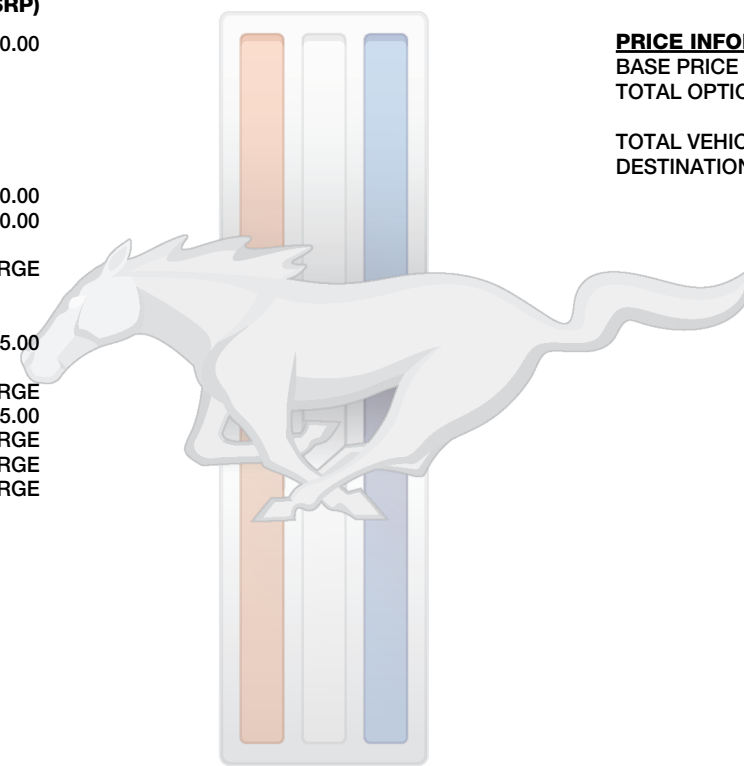 SRP)
0.00
0.00
0.00
RGE
5.00
RGE
5.00
RGE
RGE
RGE
PRICE INFO
BASE PRICE
TOTAL OPTIO
TOTAL VEHIC
DESTINATION